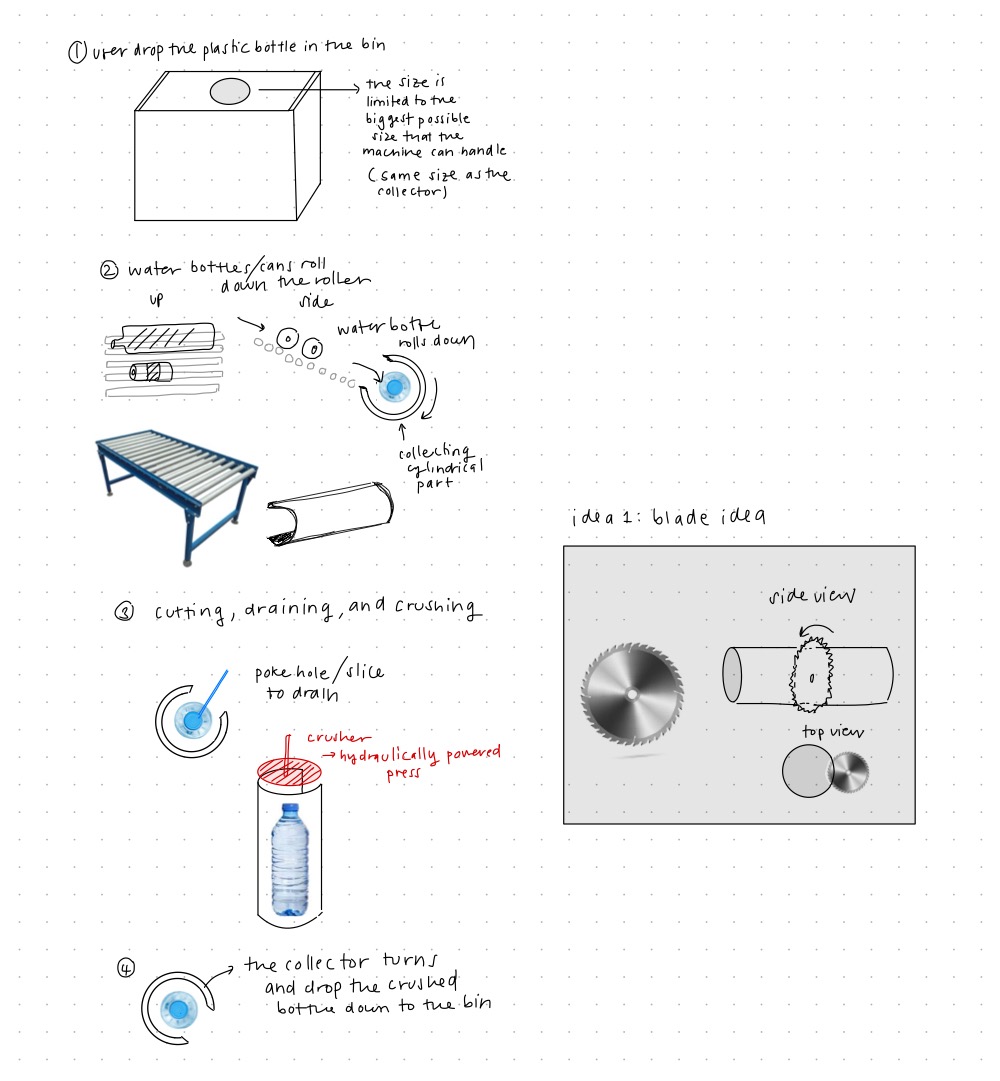 ① user drop the plastic bottle in the bin
the size is
limited to the
biggest possible
size that the
machine can handle
(same size as the
collector)
② water bottles/cans roll
down the roller
up
side
water bottle
rolls down
collecting
cylindrical
part
idea 1: blade idea
side view
top view
③ cutting, draining, and crushing
poke hole/slice
to drain
crusher
→ hydraulically powered
press
④
the collector turns
and drop the crushed
bottle down to the bin